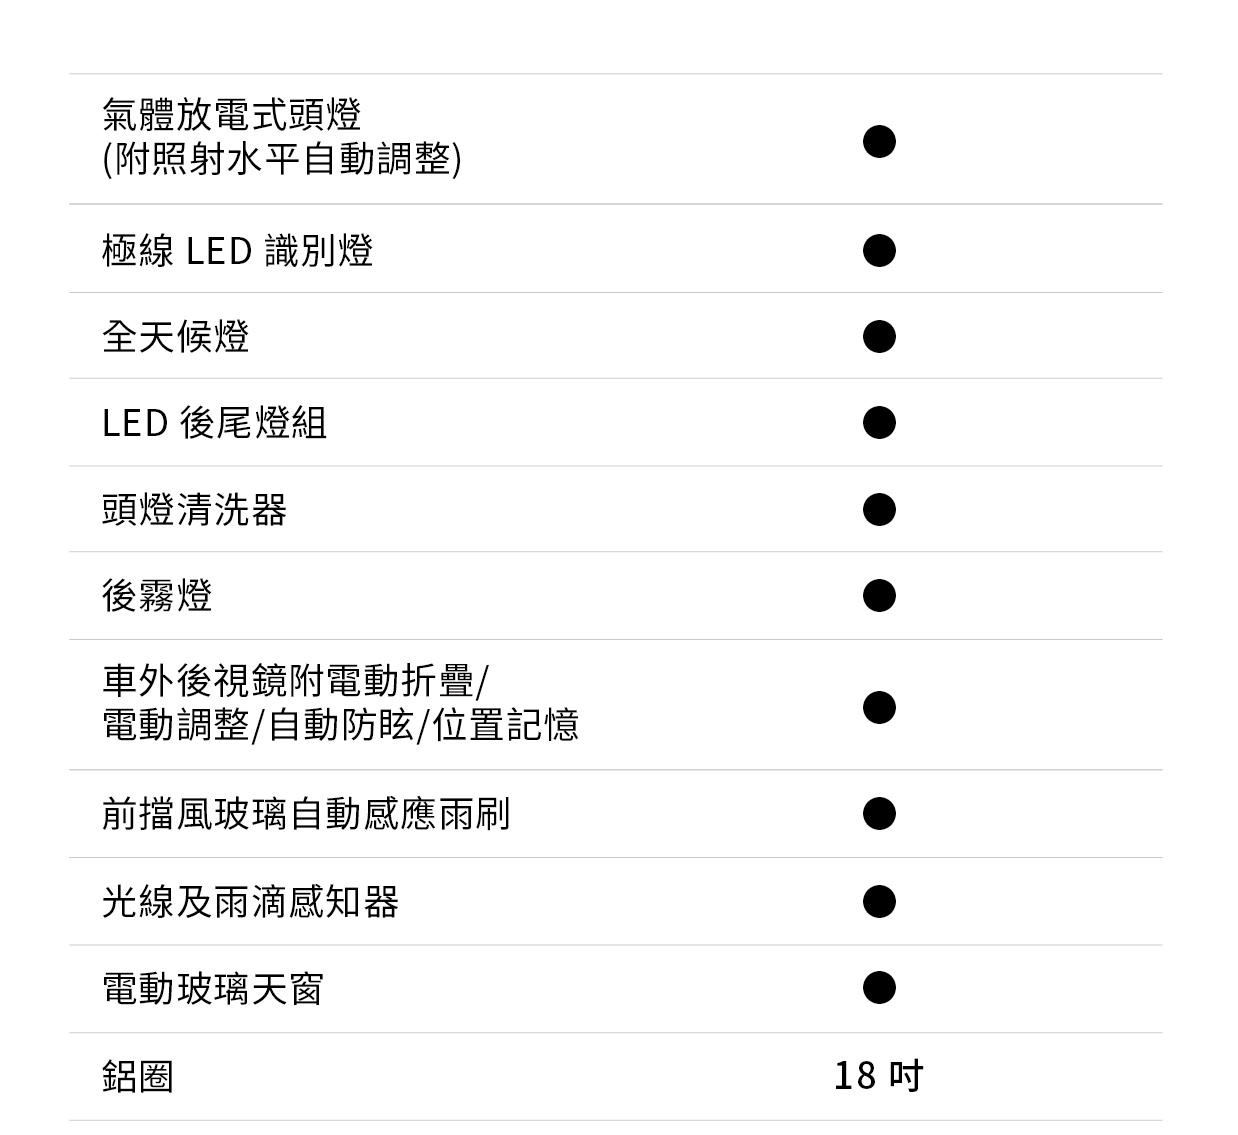 氣體放電式頭燈 ●
(附照射水平自動調整)
極線 LED 識別燈 ●
全天候燈 ●
LED 後尾燈組 ●
頭燈清洗器 ●
後霧燈 ●
車外後視鏡附電動折疊/ ●
電動調整/自動防眩/位置記憶
前擋風玻璃自動感應雨刷 ●
光線及雨滴感知器 ●
電動玻璃天窗 ●
鋁圈 18 吋